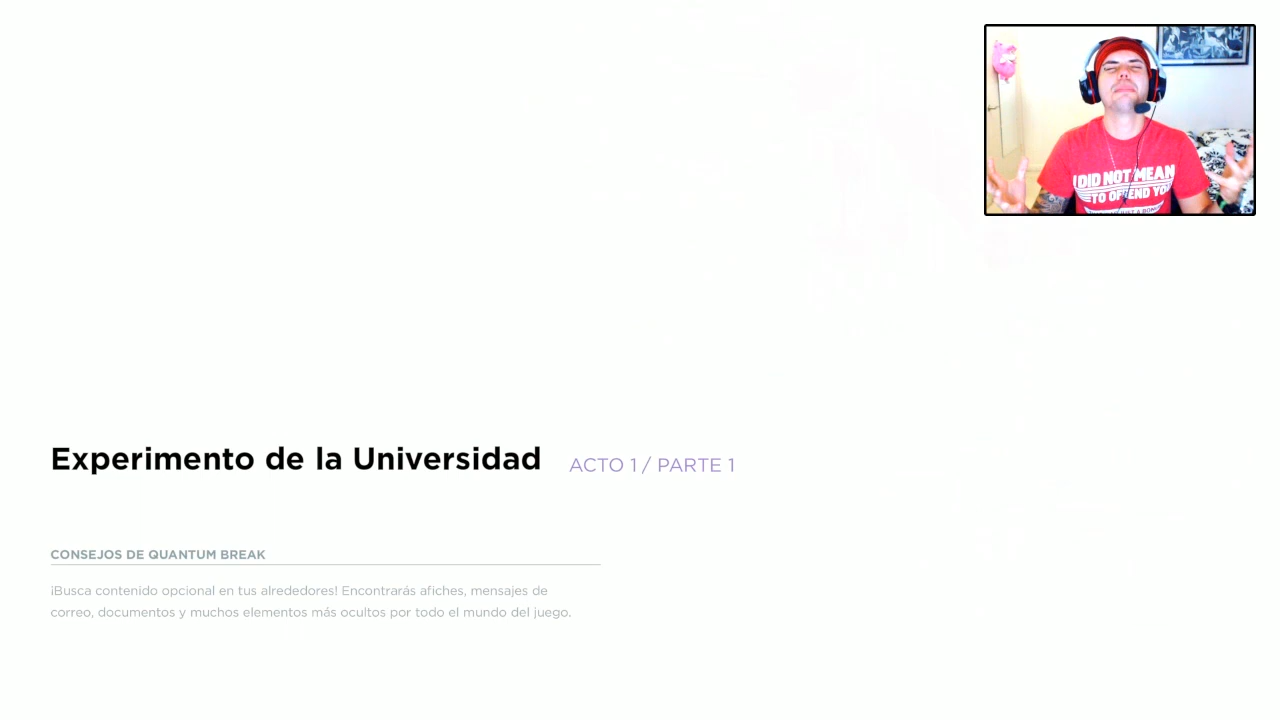 I DID NOT MEAN
TO OFFEND YOU
Experimento de la Universidad ACTO 1 / PARTE 1
CONSEJOS DE QUANTUM BREAK
¡Busca contenido opcional en tus alrededores! Encontrarás afiches, mensajes de
correo, documentos y muchos elementos más ocultos por todo el mundo del juego.